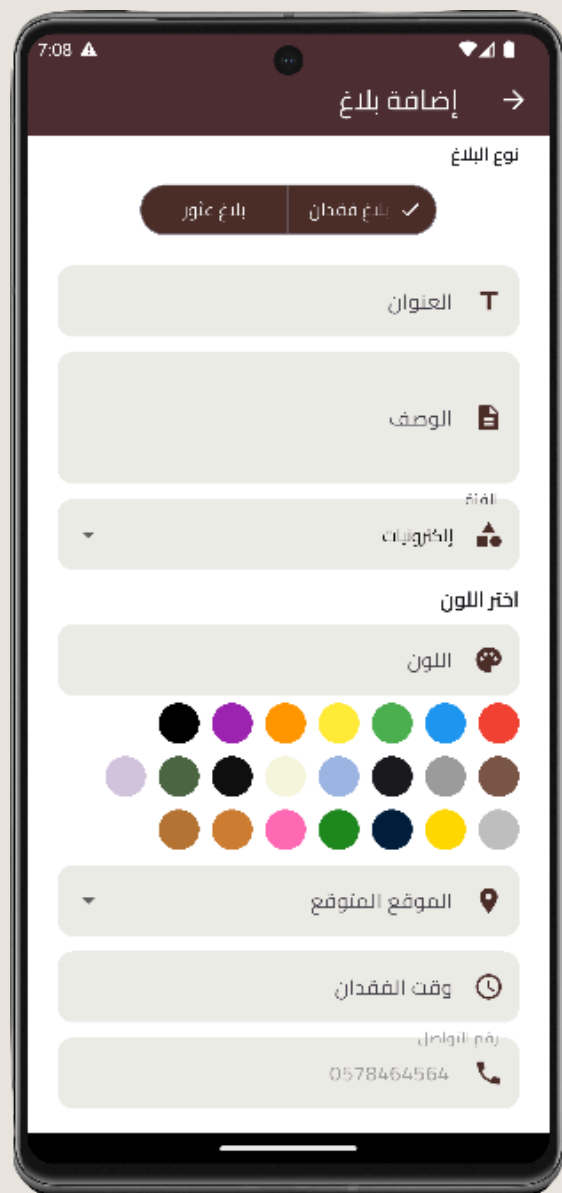 7:08
إضافة بلاغ
نوع البلاغ
بلاغ فقدان
بلاغ عثور
العنوان
الوصف
الفئة
إلكترونيات
اختر اللون
اللون
الموقع المتوقع
وقت الفقدان
رقم التواصل
0578464564